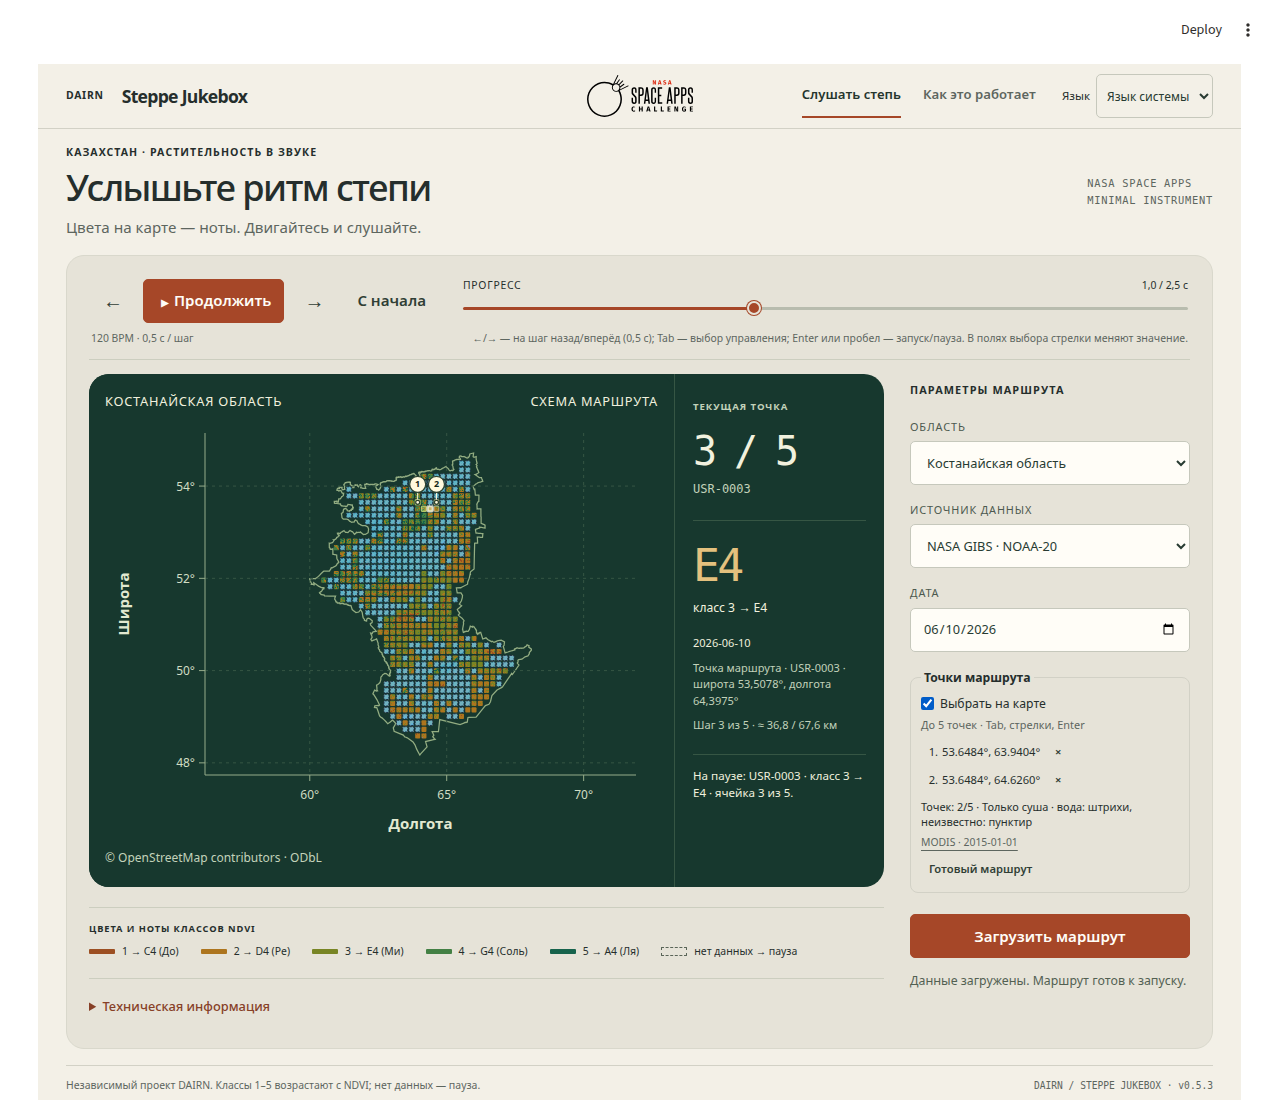 Deploy
DAIRN Steppe Jukebox
NASA
SPACE APPS
CHALLENGE
Слушать степь Как это работает Язык Язык системы
КАЗАХСТАН · РАСТИТЕЛЬНОСТЬ В ЗВУКЕ
Услышьте ритм степи
Цвета на карте — ноты. Двигайтесь и слушайте.
NASA SPACE APPS
MINIMAL INSTRUMENT
← ▶ Продолжить → С начала
ПРОГРЕСС 1,0 / 2,5 с
120 BPM · 0,5 с / шаг
←/→ — на шаг назад/вперёд (0,5 с); Tab — выбор управления; Enter или пробел — запуск/пауза. В полях выбора стрелки меняют значение.
КОСТАНАЙСКАЯ ОБЛАСТЬ СХЕМА МАРШРУТА
54°
52°
50°
48°
60° 65° 70°
Широта
Долгота
1 2
© OpenStreetMap contributors · ODbL
ТЕКУЩАЯ ТОЧКА
3 / 5
USR-0003
E4
класс 3 → E4
2026-06-10
Точка маршрута · USR-0003 ·
широта 53,5078°, долгота
64,3975°
Шаг 3 из 5 · ≈ 36,8 / 67,6 км
На паузе: USR-0003 · класс 3 →
E4 · ячейка 3 из 5.
ПАРАМЕТРЫ МАРШРУТА
ОБЛАСТЬ
Костанайская область
ИСТОЧНИК ДАННЫХ
NASA GIBS · NOAA-20
ДАТА
06/10/2026
Точки маршрута
Выбрать на карте
До 5 точек · Tab, стрелки, Enter
1. 53.6484°, 63.9404° ×
2. 53.6484°, 64.6260° ×
Точек: 2/5 · Только суша · вода: штрихи,
неизвестно: пунктир
MODIS · 2015-01-01
Готовый маршрут
Загрузить маршрут
Данные загружены. Маршрут готов к запуску.
ЦВЕТА И НОТЫ КЛАССОВ NDVI
1 → C4 (До) 2 → D4 (Ре) 3 → E4 (Ми) 4 → G4 (Соль) 5 → A4 (Ля) нет данных → пауза
▶ Техническая информация
Независимый проект DAIRN. Классы 1–5 возрастают с NDVI; нет данных — пауза.
DAIRN / STEPPE JUKEBOX · v0.5.3